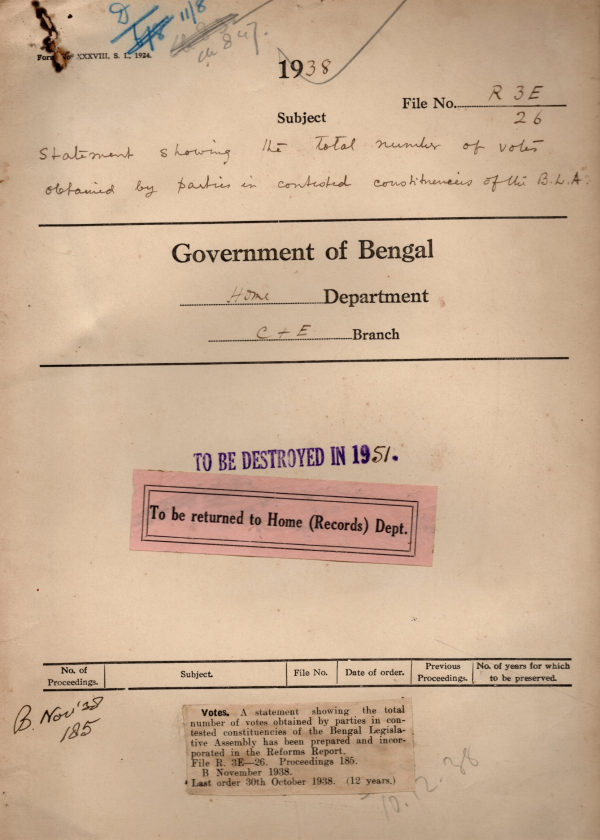 D
11/8
Form XXXVIII, S. I., 1924.
1938
File No. R 3E
26
Subject
Statement showing the total number of votes
obtained by parties in contested constituencies of the B.L.A.
Government of Bengal
Home Department
C + E Branch
TO BE DESTROYED IN 1951.
To be returned to Home (Records) Dept.
No. of Proceedings. Subject. File No. Date of order. Previous Proceedings. No. of years for which to be preserved.
B. Nov '38
185
Votes. A statement showing the total
number of votes obtained by parties in con-
tested constituencies of the Bengal Legisla-
tive Assembly has been prepared and incor-
porated in the Reforms Report.
File R. 3E—26. Proceedings 185.
B November 1938.
Last order 30th October 1938. (12 years.)